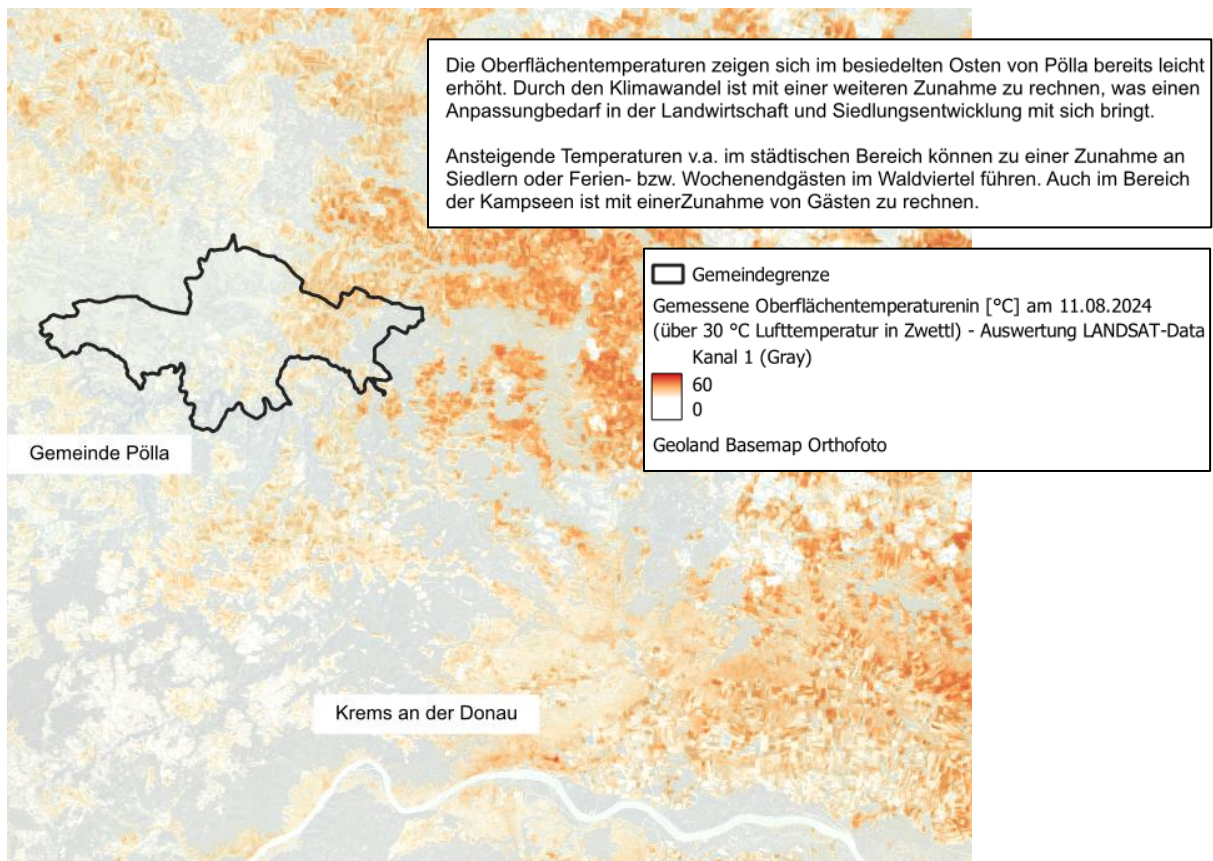 Die Oberflächentemperaturen zeigen sich im besiedelten Osten von Pölla bereits leicht
erhöht. Durch den Klimawandel ist mit einer weiteren Zunahme zu rechnen, was einen
Anpassungbedarf in der Landwirtschaft und Siedlungsentwicklung mit sich bringt.
Ansteigende Temperaturen v.a. im städtischen Bereich können zu einer Zunahme an
Siedlern oder Ferien- bzw. Wochenendgästen im Waldviertel führen. Auch im Bereich
der Kampseen ist mit einerZunahme von Gästen zu rechnen.
Gemeindegrenze
Gemessene Oberflächentemperaturenin [°C] am 11.08.2024
(über 30 °C Lufttemperatur in Zwettl) - Auswertung LANDSAT-Data
Kanal 1 (Gray)
60
0
Geoland Basemap Orthofoto
Gemeinde Pölla
Krems an der Donau